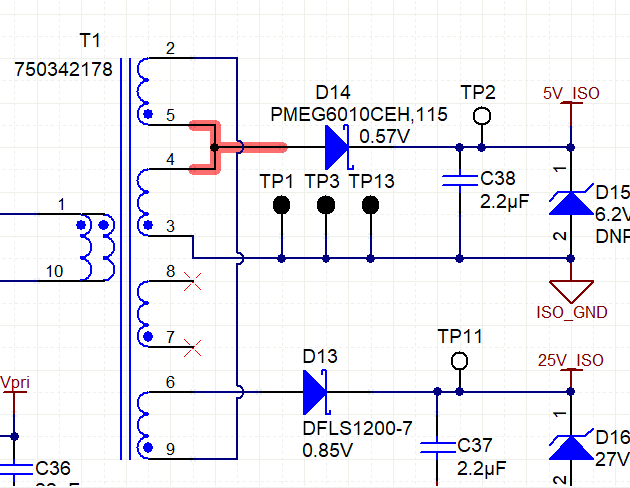 T1
750342178
2
5
4
3
8
7
6
9
1
10
D14
PMEG6010CEH,115
0.57V
TP2
5V_ISO
TP1
TP3
TP13
C38
2.2µF
1
2
D15
6.2V
DNP
ISO_GND
TP11
25V_ISO
D13
DFLS1200-7
0.85V
C37
2.2µF
1
2
D16
27V
Vpri
C36